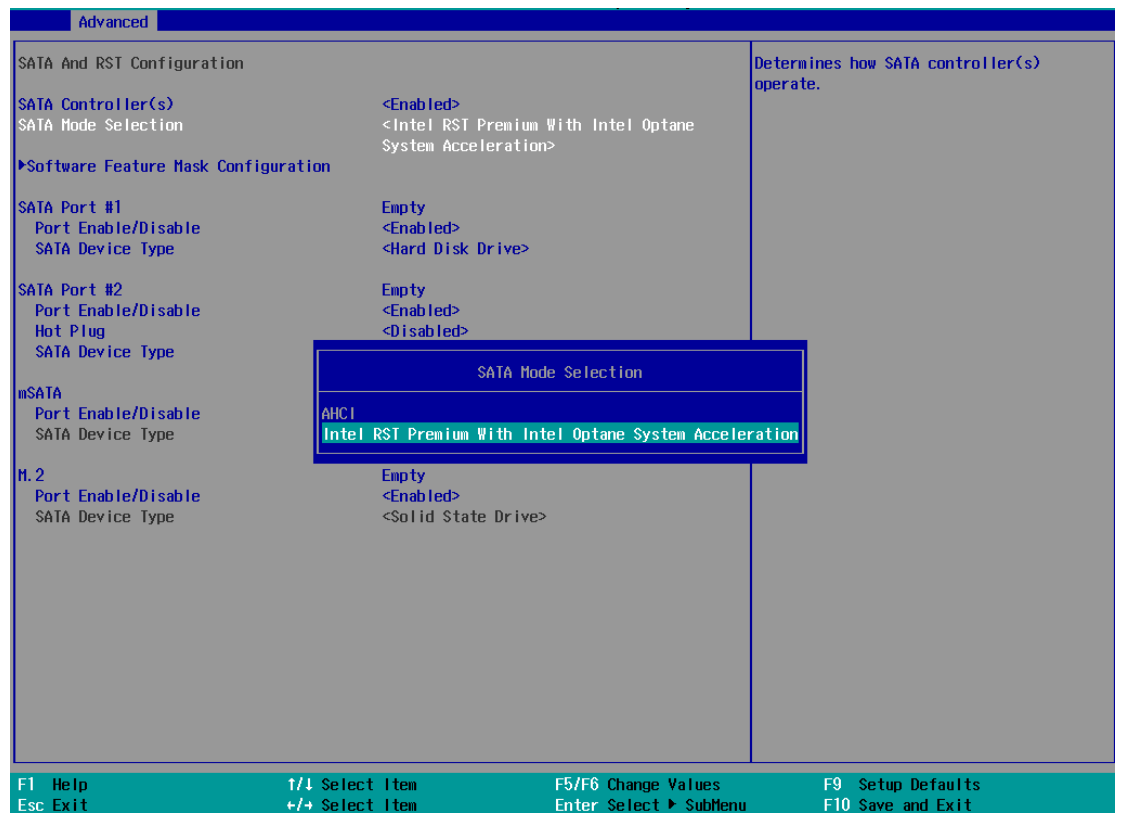 Advanced
SATA And RST Configuration
SATA Controller(s) <Enabled>
SATA Mode Selection <Intel RST Premium With Intel Optane
System Acceleration>
▶Software Feature Mask Configuration
SATA Port #1 Empty
Port Enable/Disable <Enabled>
SATA Device Type <Hard Disk Drive>
SATA Port #2 Empty
Port Enable/Disable <Enabled>
Hot Plug <Disabled>
SATA Device Type
mSATA
Port Enable/Disable
SATA Device Type
SATA Mode Selection
AHCI
Intel RST Premium With Intel Optane System Acceleration
M.2 Empty
Port Enable/Disable <Enabled>
SATA Device Type <Solid State Drive>
Determines how SATA controller(s)
operate.
F1 Help ↑/↓ Select Item F5/F6 Change Values F9 Setup Defaults
Esc Exit ←/→ Select Item Enter Select ▶ SubMenu F10 Save and Exit